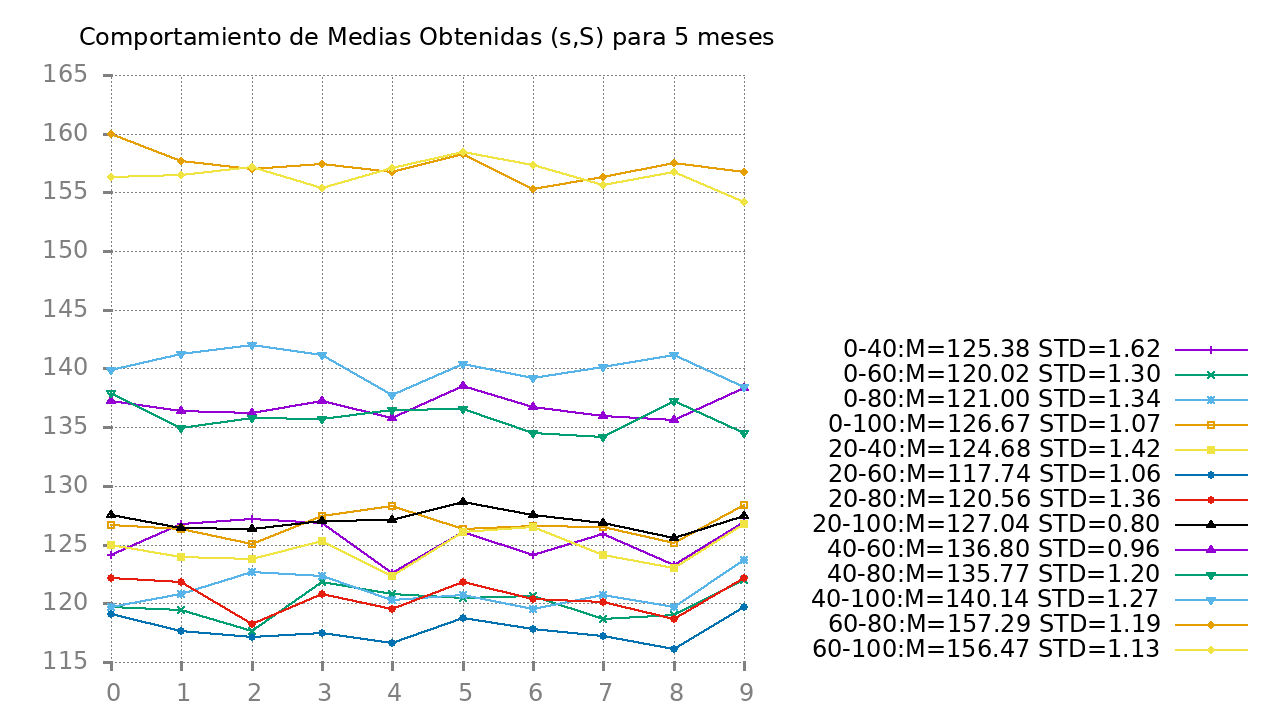 Comportamiento de Medias Obtenidas (s,S) para 5 meses
165
160
155
150
145
140
135
130
125
120
115
0 1 2 3 4 5 6 7 8 9
0-40:M=125.38 STD=1.62
0-60:M=120.02 STD=1.30
0-80:M=121.00 STD=1.34
0-100:M=126.67 STD=1.07
20-40:M=124.68 STD=1.42
20-60:M=117.74 STD=1.06
20-80:M=120.56 STD=1.36
20-100:M=127.04 STD=0.80
40-60:M=136.80 STD=0.96
40-80:M=135.77 STD=1.20
40-100:M=140.14 STD=1.27
60-80:M=157.29 STD=1.19
60-100:M=156.47 STD=1.13